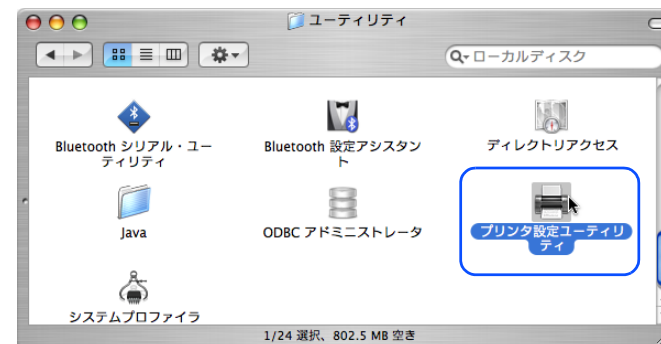 ユーティリティ
ローカルディスク
Bluetooth シリアル・ユー
ティリティ
Bluetooth 設定アシスタン
ト
ディレクトリアクセス
Java
ODBC アドミニストレータ
プリンタ設定ユーティリ
ティ
システムプロファイラ
1/24 選択、802.5 MB 空き